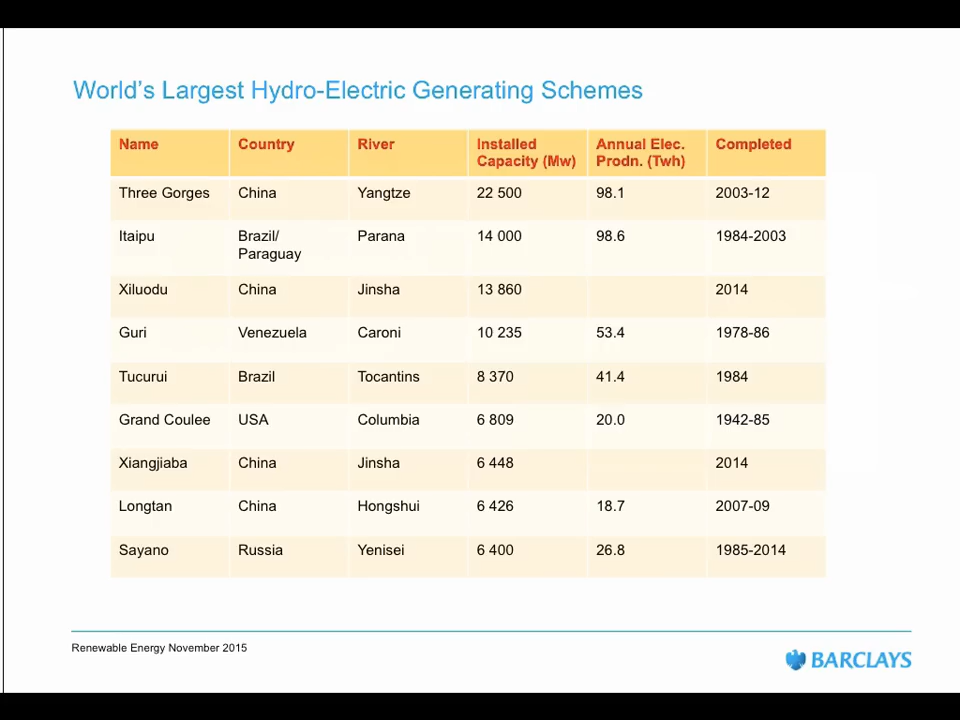 World's Largest Hydro-Electric Generating Schemes
Name Country River Installed Capacity (Mw) Annual Elec. Prodn. (Twh) Completed
Three Gorges China Yangtze 22 500 98.1 2003-12
Itaipu Brazil/ Paraguay Parana 14 000 98.6 1984-2003
Xiluodu China Jinsha 13 860 2014
Guri Venezuela Caroni 10 235 53.4 1978-86
Tucurui Brazil Tocantins 8 370 41.4 1984
Grand Coulee USA Columbia 6 809 20.0 1942-85
Xiangjiaba China Jinsha 6 448 2014
Longtan China Hongshui 6 426 18.7 2007-09
Sayano Russia Yenisei 6 400 26.8 1985-2014
Renewable Energy November 2015
BARCLAYS